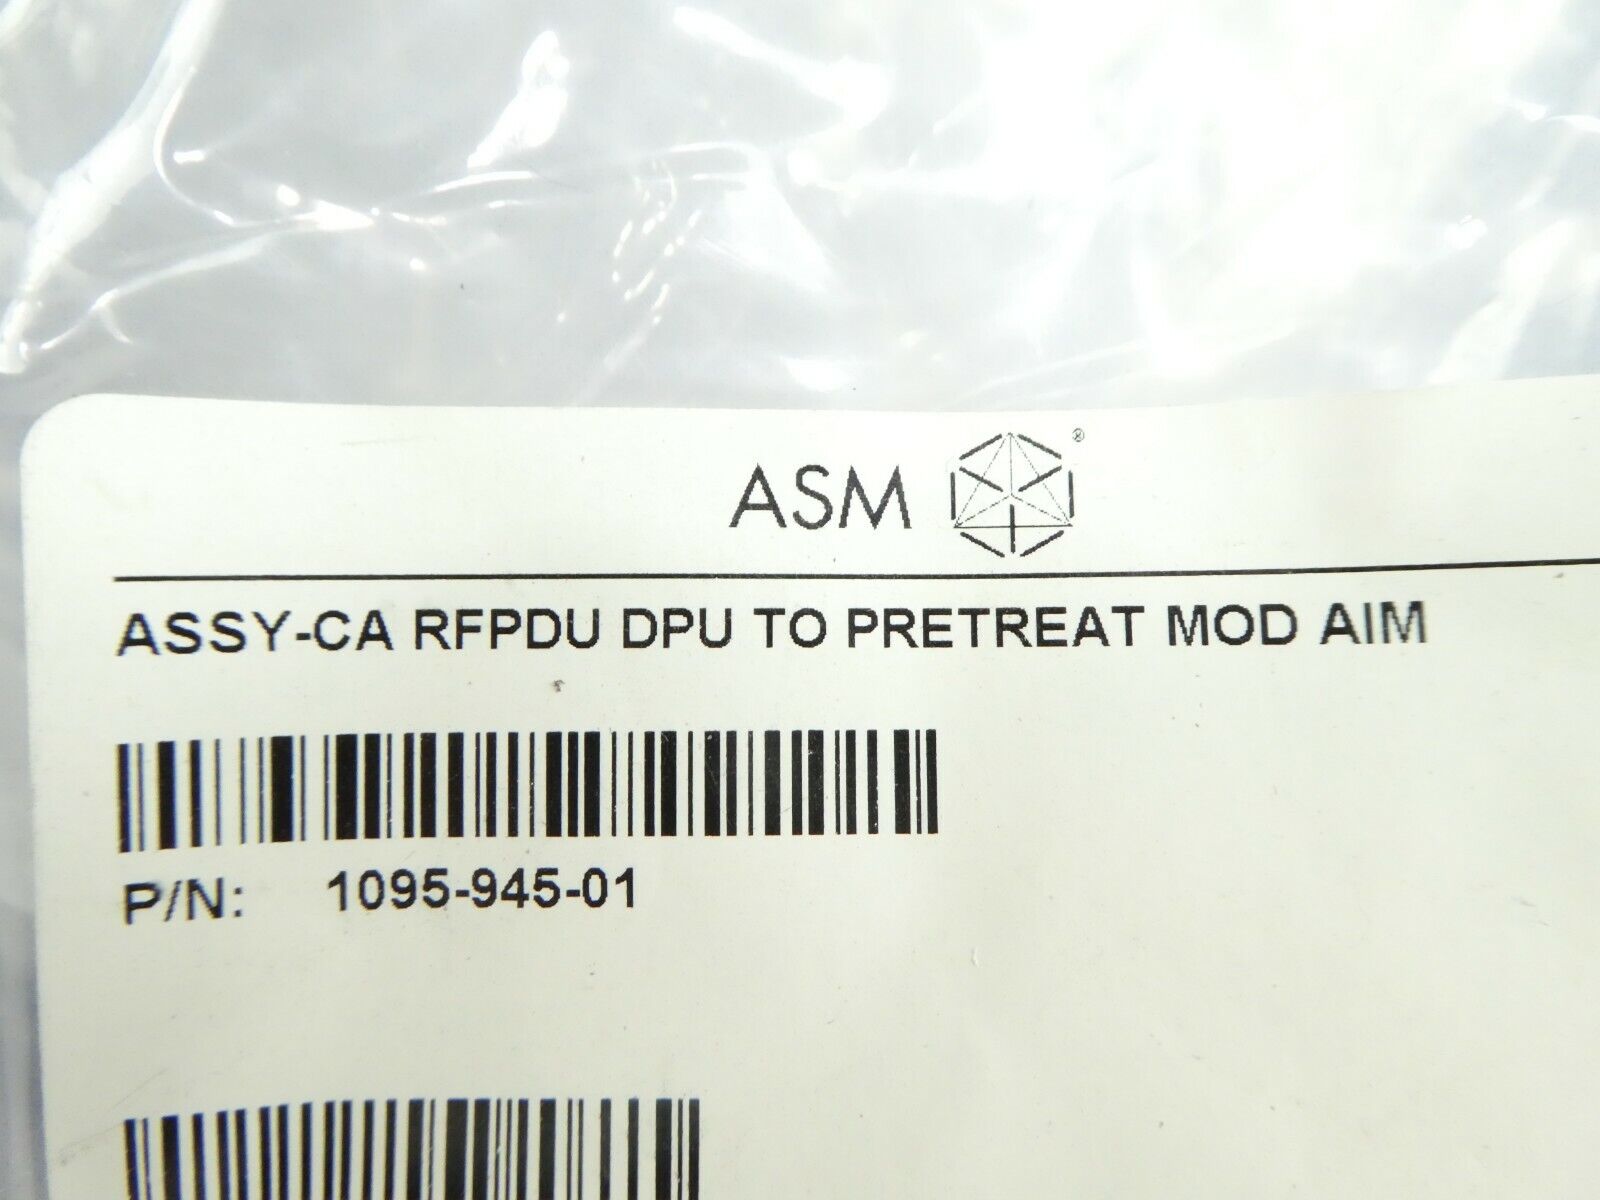 ASM ®
ASSY-CA RFPDU DPU TO PRETREAT MOD AIM
P/N: 1095-945-01